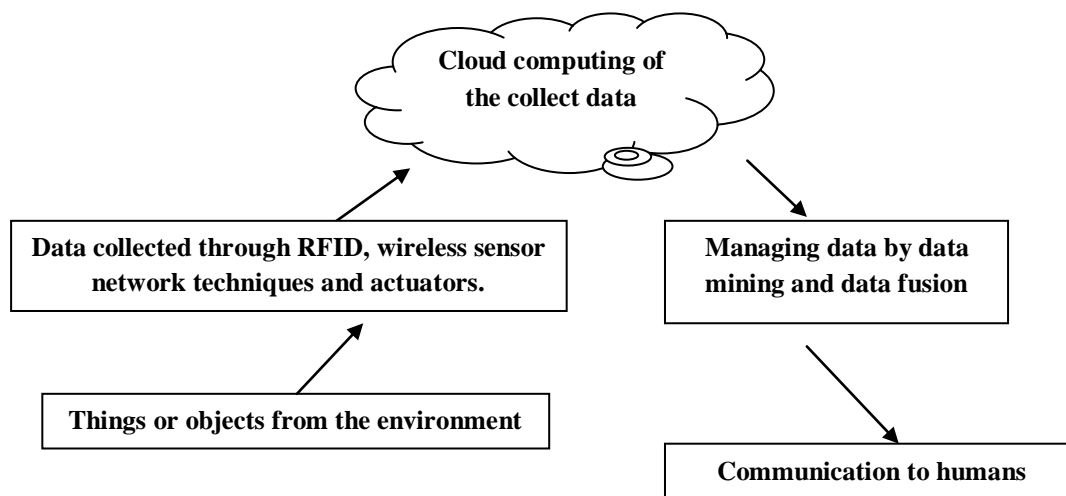 Cloud computing of
the collect data
Data collected through RFID, wireless sensor
network techniques and actuators.
Managing data by data
mining and data fusion
Things or objects from the environment
Communication to humans